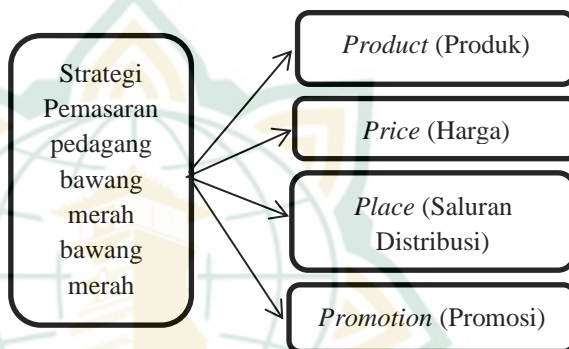 Strategi
Pemasaran
pedagang
bawang
merah
bawang
merah
Product (Produk)
Price (Harga)
Place (Saluran
Distribusi)
Promotion (Promosi)